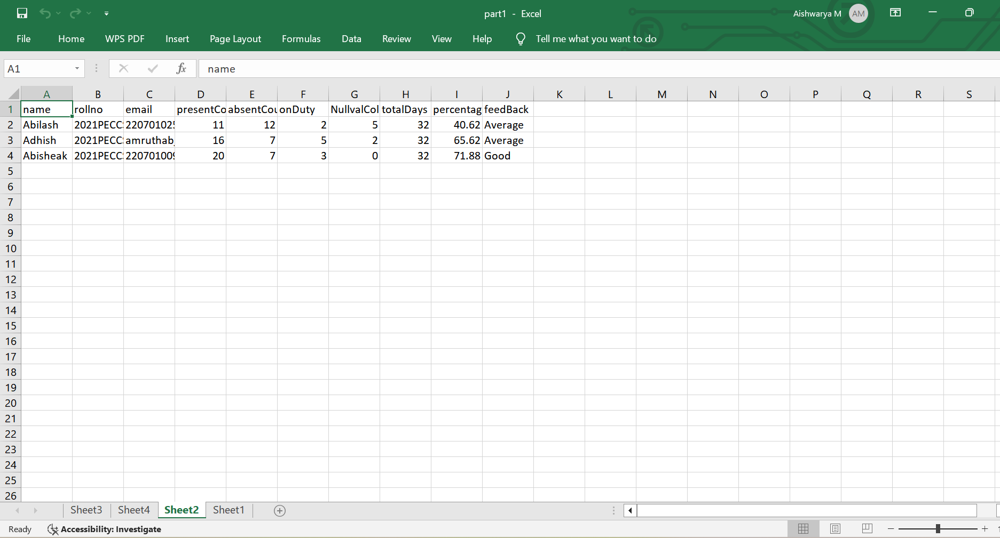 part1 - Excel
Aishwarya M AM
File Home WPS PDF Insert Page Layout Formulas Data Review View Help Tell me what you want to do
A1 fx name
A B C D E F G H I J K L M N O P Q R S
1 name rollno email presentCo absentCou onDuty NullvalCol totalDays percentag feedBack
2 Abilash 2021PECC 220701025 11 12 2 5 32 40.62 Average
3 Adhish 2021PECC amruthab 16 7 5 2 32 65.62 Average
4 Abisheak 2021PECC 220701009 20 7 3 0 32 71.88 Good
5
6
7
8
9
10
11
12
13
14
15
16
17
18
19
20
21
22
23
24
25
26
Sheet3 Sheet4 Sheet2 Sheet1
Ready Accessibility: Investigate